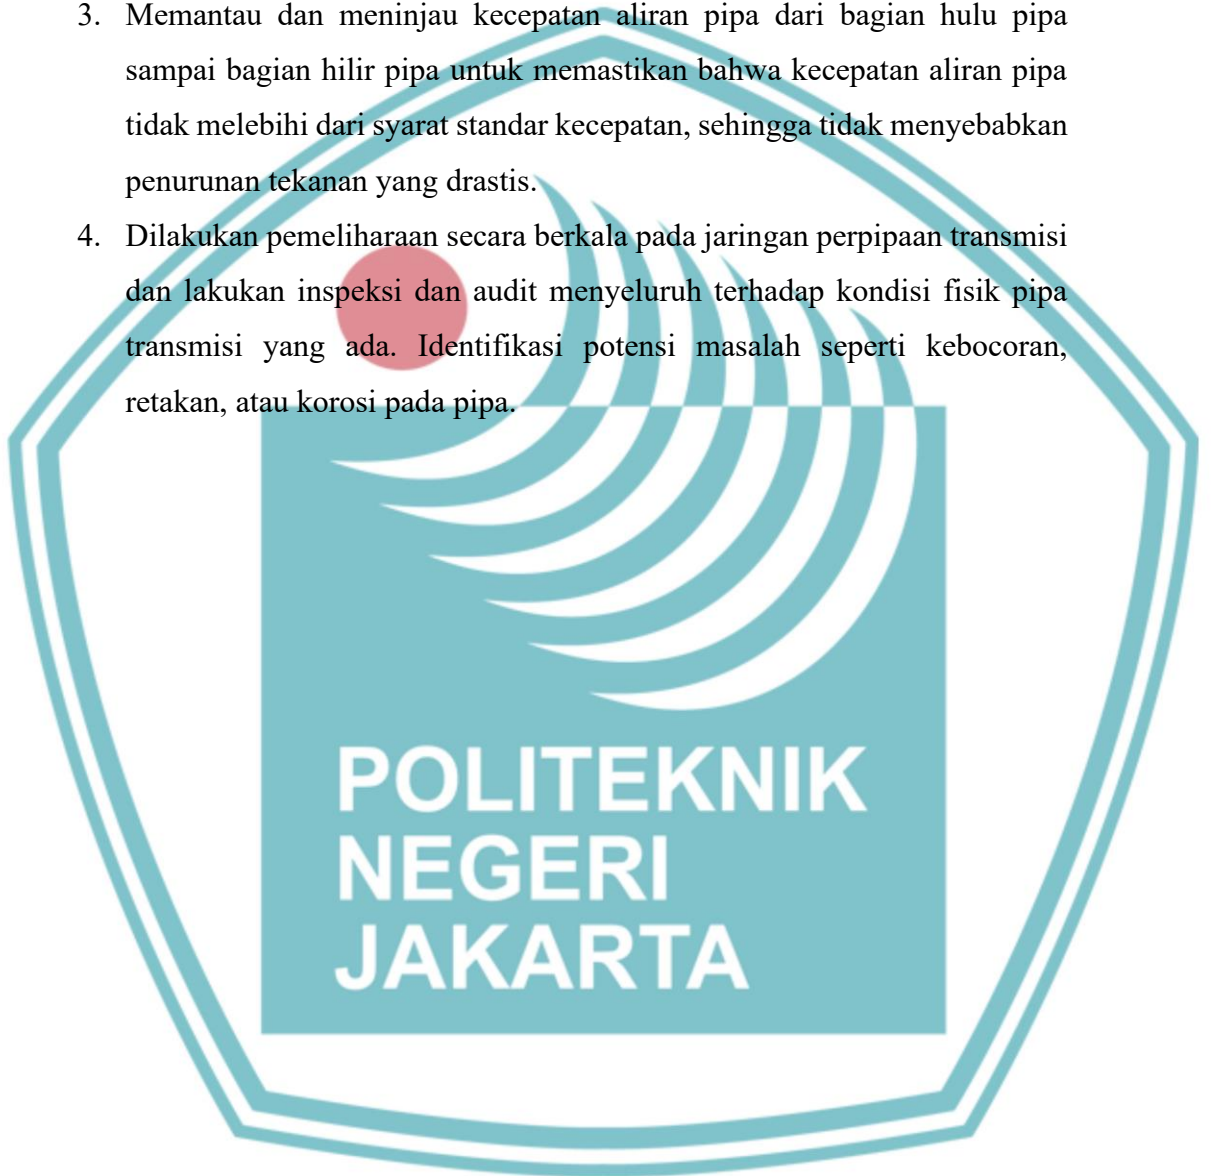 3. Memantau dan meninjau kecepatan aliran pipa dari bagian hulu pipa
sampai bagian hilir pipa untuk memastikan bahwa kecepatan aliran pipa
tidak melebihi dari syarat standar kecepatan, sehingga tidak menyebabkan
penurunan tekanan yang drastis.
4. Dilakukan pemeliharaan secara berkala pada jaringan perpipaan transmisi
dan lakukan inspeksi dan audit menyeluruh terhadap kondisi fisik pipa
transmisi yang ada. Identifikasi potensi masalah seperti kebocoran,
retakan, atau korosi pada pipa.
POLITEKNIK
NEGERI
JAKARTA